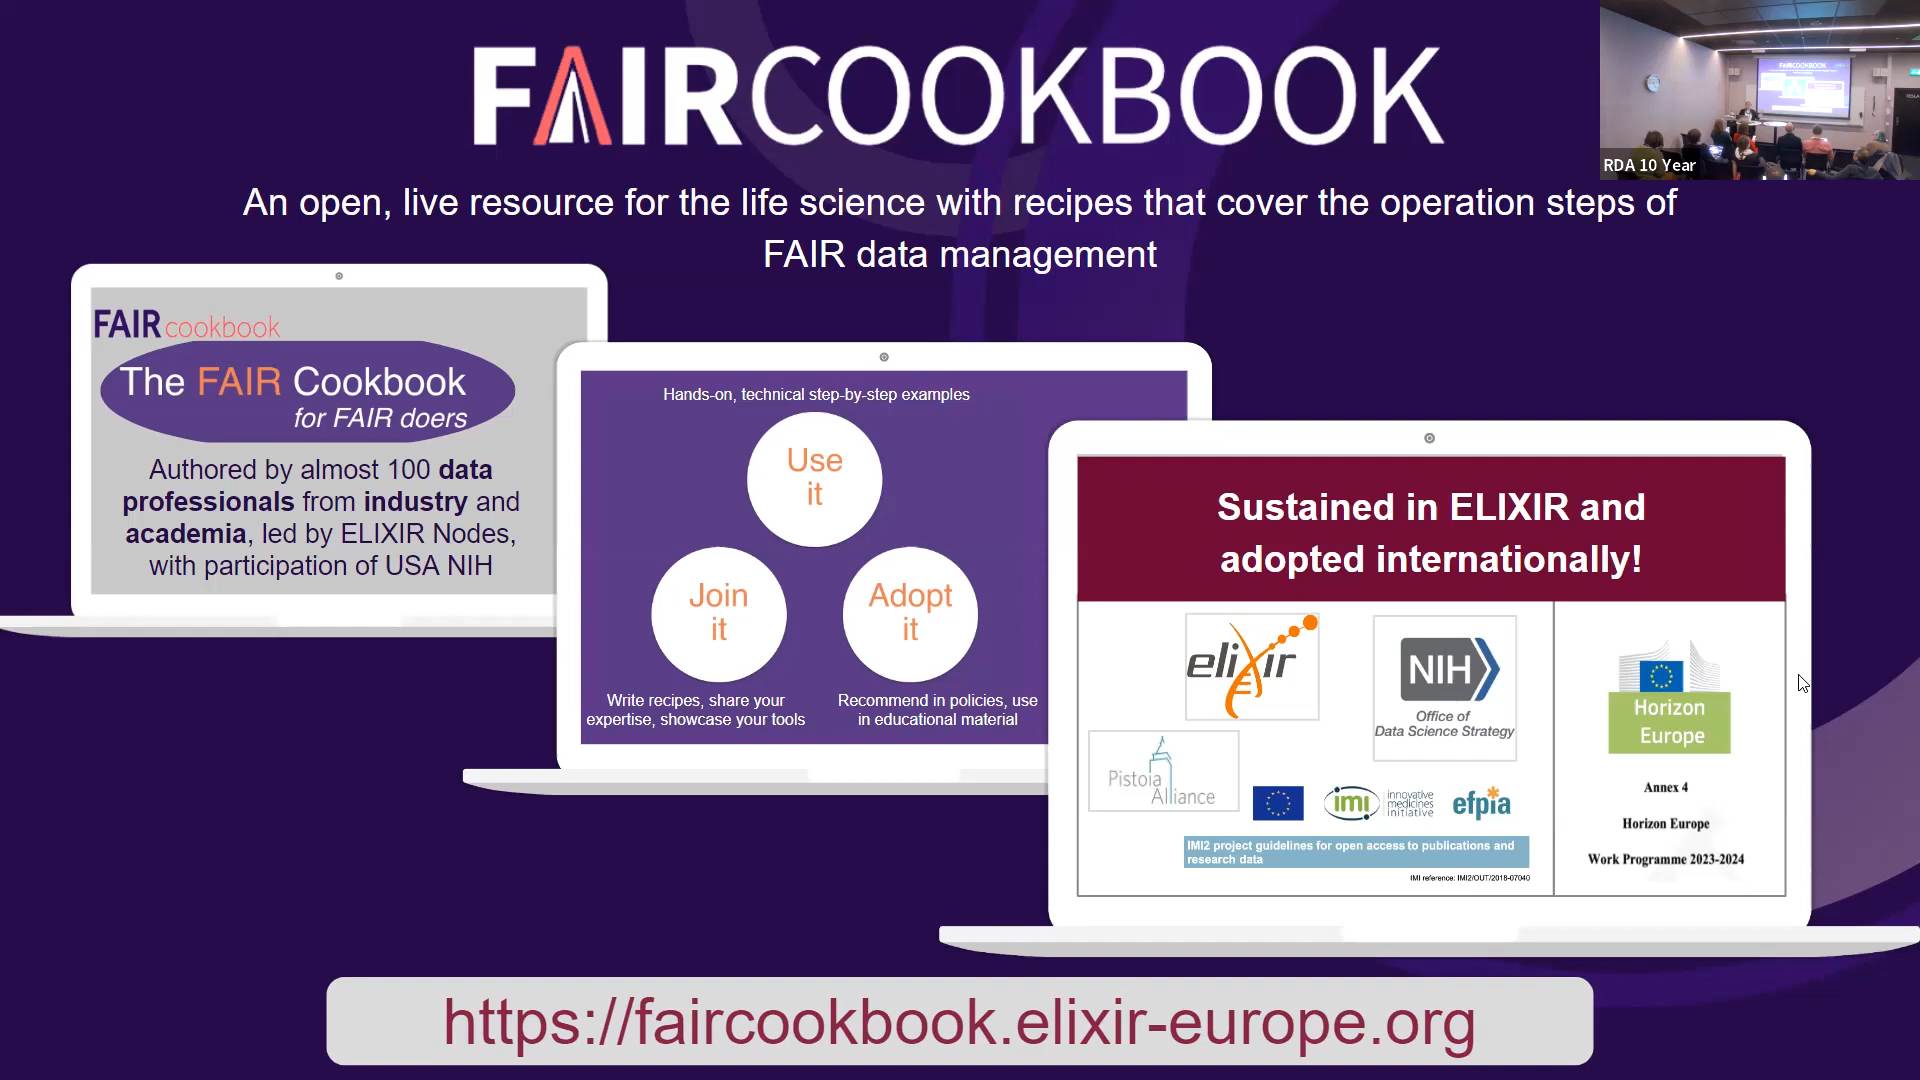 FAIRCOOKBOOK
An open, live resource for the life science with recipes that cover the operation steps of
FAIR data management
RDA 10 Year
FAIR cookbook
The FAIR Cookbook
for FAIR doers
Authored by almost 100 data
professionals from industry and
academia, led by ELIXIR Nodes,
with participation of USA NIH
Hands-on, technical step-by-step examples
Use
it
Join
it
Adopt
it
Write recipes, share your
expertise, showcase your tools
Recommend in policies, use
in educational material
Sustained in ELIXIR and
adopted internationally!
elixir
NIH
Office of
Data Science Strategy
Pistoia
Alliance
imi
innovative
medicines
initiative
efpia
IMI2 project guidelines for open access to publications and
research data
IMI reference: IMI2/OUT/2018-07040
Horizon
Europe
Annex 4
Horizon Europe
Work Programme 2023-2024
https://faircookbook.elixir-europe.org